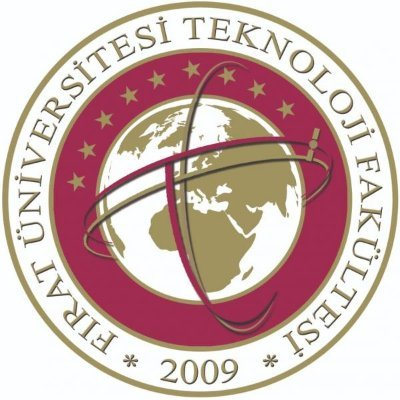 FIRAT ÜNİVERSİTESİ TEKNOLOJİ FAKÜLTESİ
* 2009 *